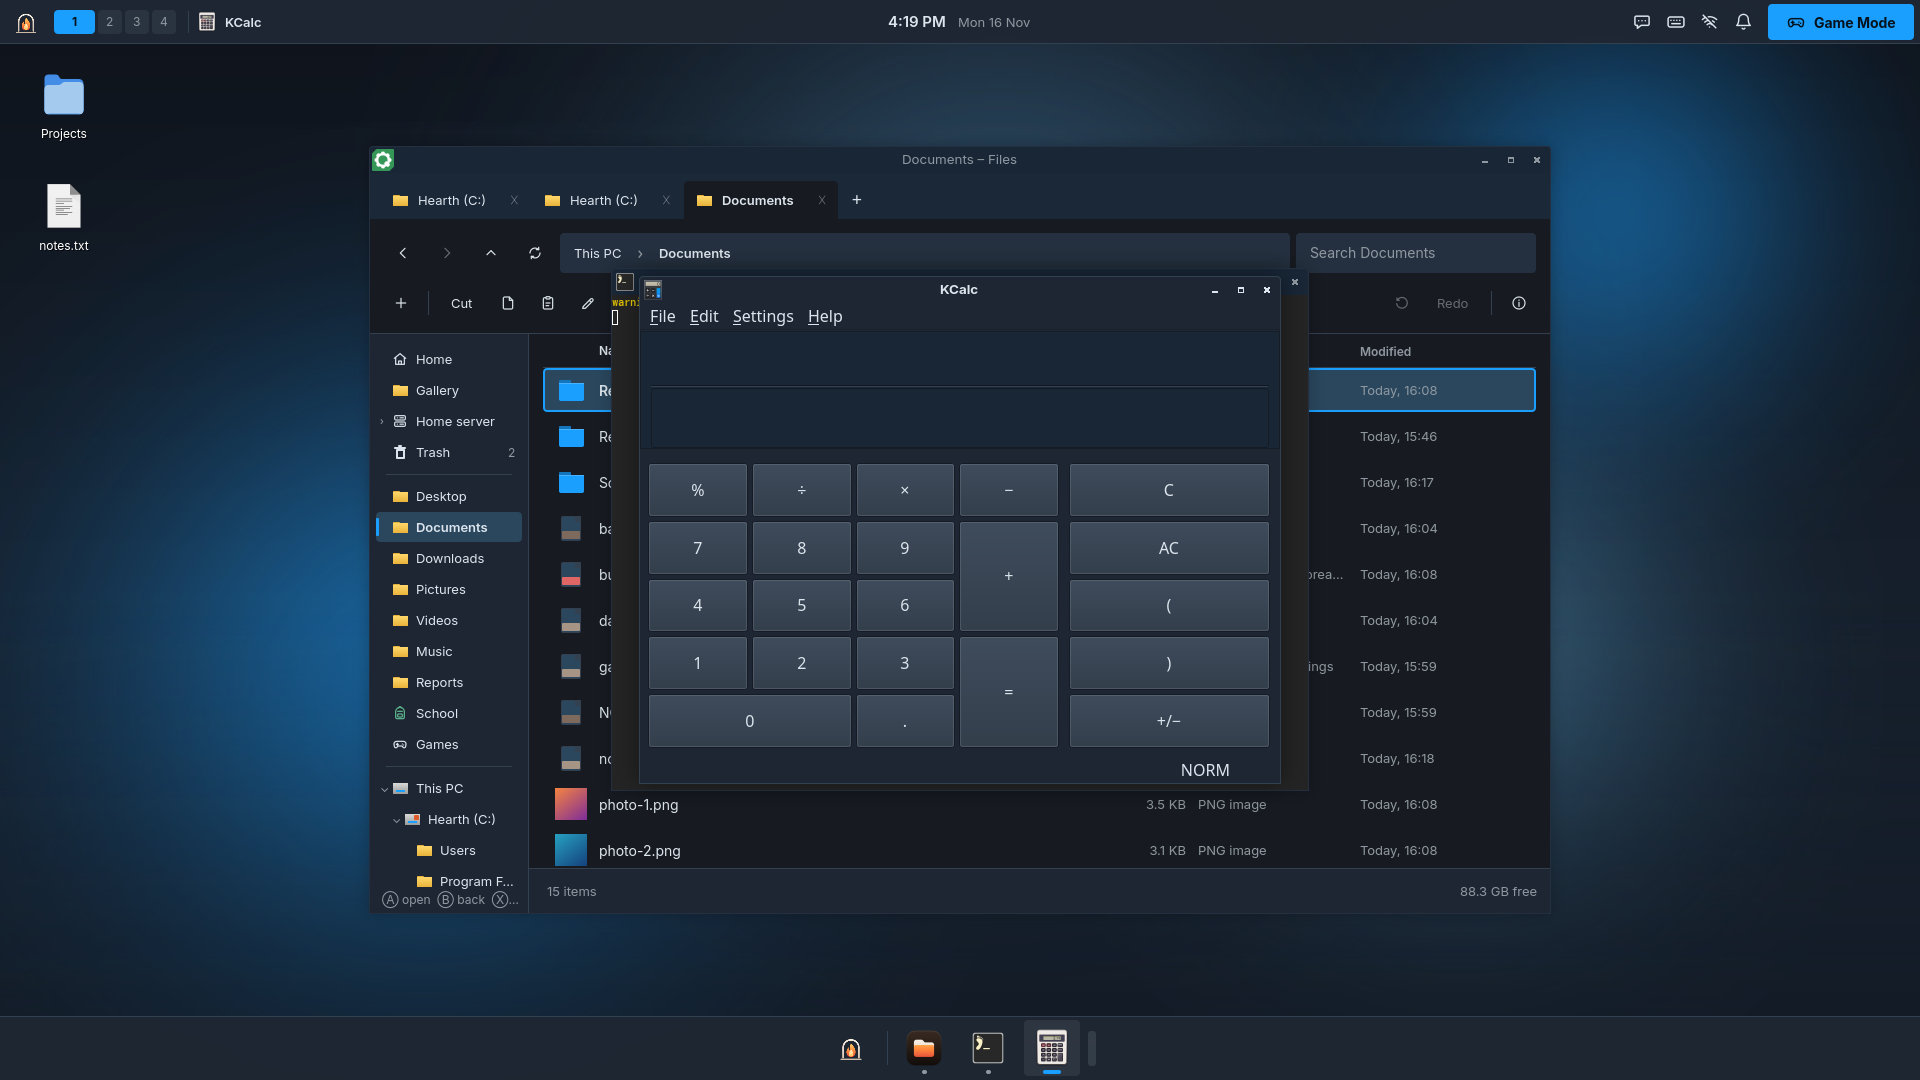 1 2 3 4 KCalc 4:19 PM Mon 16 Nov Game Mode
Projects
notes.txt
Documents – Files
Hearth (C:) X Hearth (C:) X Documents X +
This PC › Documents Search Documents
Cut Redo
KCalc
File Edit Settings Help
Home
Gallery
Home server
Trash 2
Desktop
Documents
Downloads
Pictures
Videos
Music
Reports
School
Games
This PC
Hearth (C:)
Users
Program F...
A open B back X...
Modified
Today, 16:08
Today, 15:46
Today, 16:17
Today, 16:04
Today, 16:08
Today, 16:04
Today, 15:59
Today, 15:59
Today, 16:18
photo-1.png 3.5 KB PNG image Today, 16:08
photo-2.png 3.1 KB PNG image Today, 16:08
15 items 88.3 GB free
% ÷ × − C
7 8 9 + AC
4 5 6 (
1 2 3 = )
0 . +/−
NORM